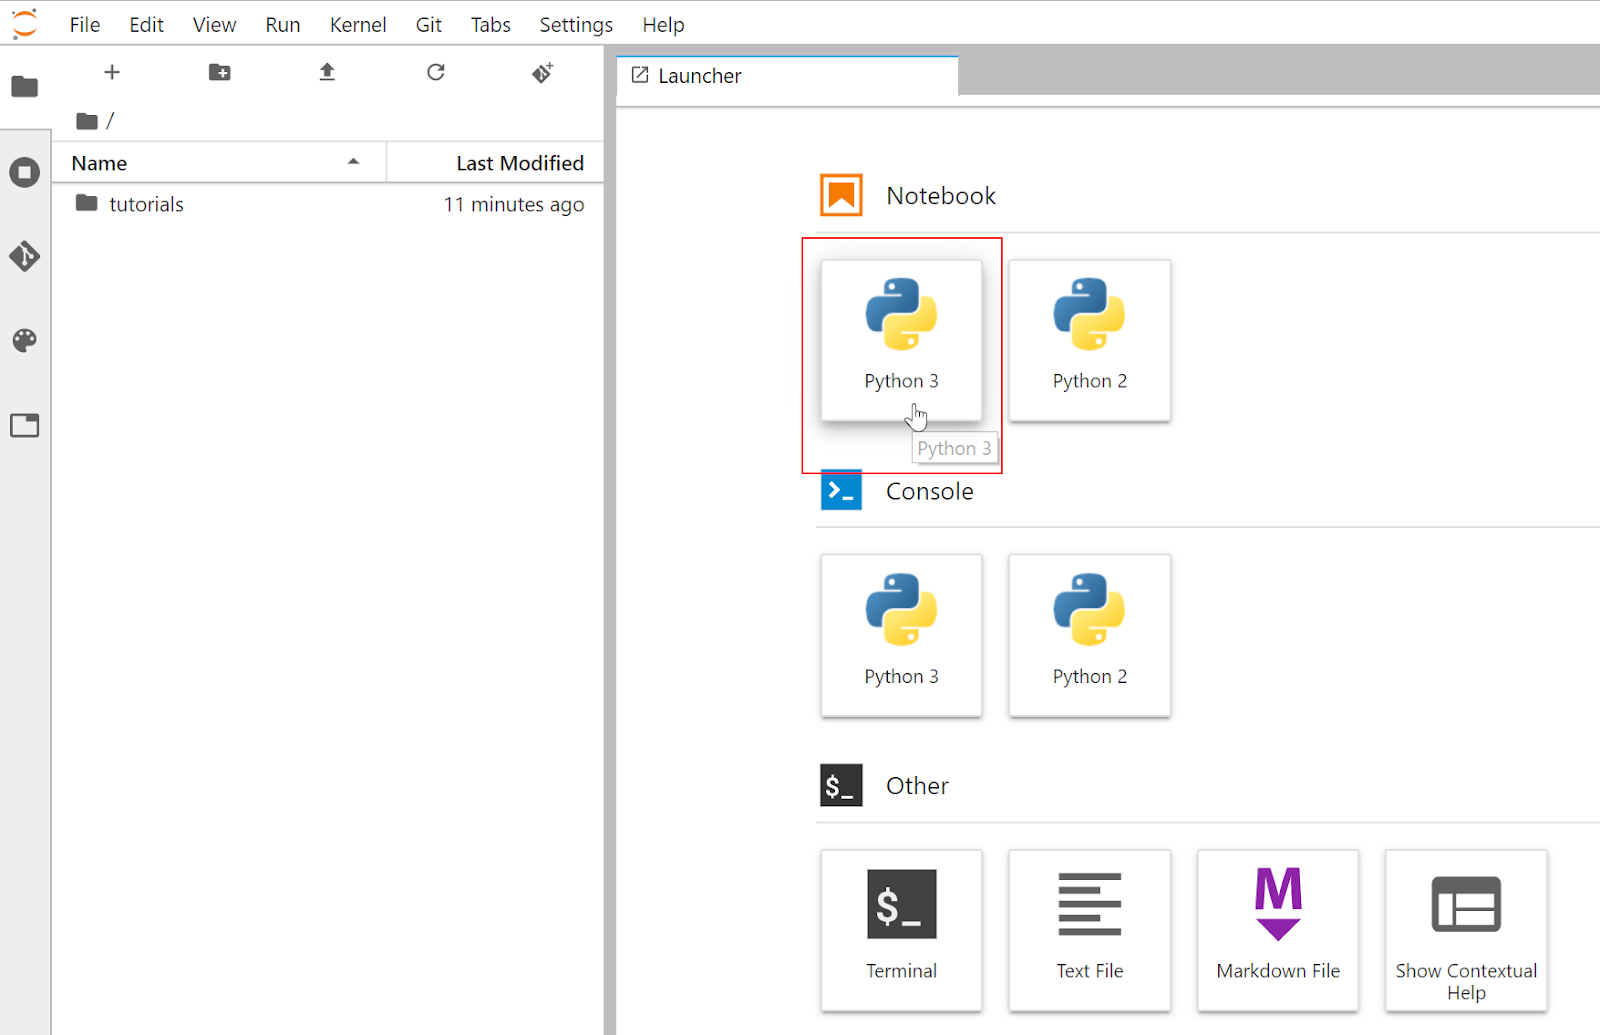 File Edit View Run Kernel Git Tabs Settings Help
Launcher
/
Name Last Modified
tutorials 11 minutes ago
Notebook
Python 3 Python 2
Python 3
Console
Python 3 Python 2
$_ Other
$_ M
Terminal Text File Markdown File Show Contextual
Help